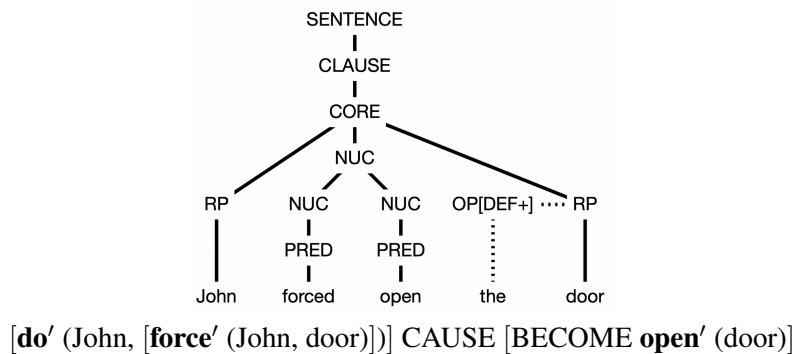 SENTENCE
CLAUSE
CORE
NUC
RP NUC NUC OP[DEF+] RP
PRED PRED
John forced open the door
[do′ (John, [force′ (John, door)])] CAUSE [BECOME open′ (door)]